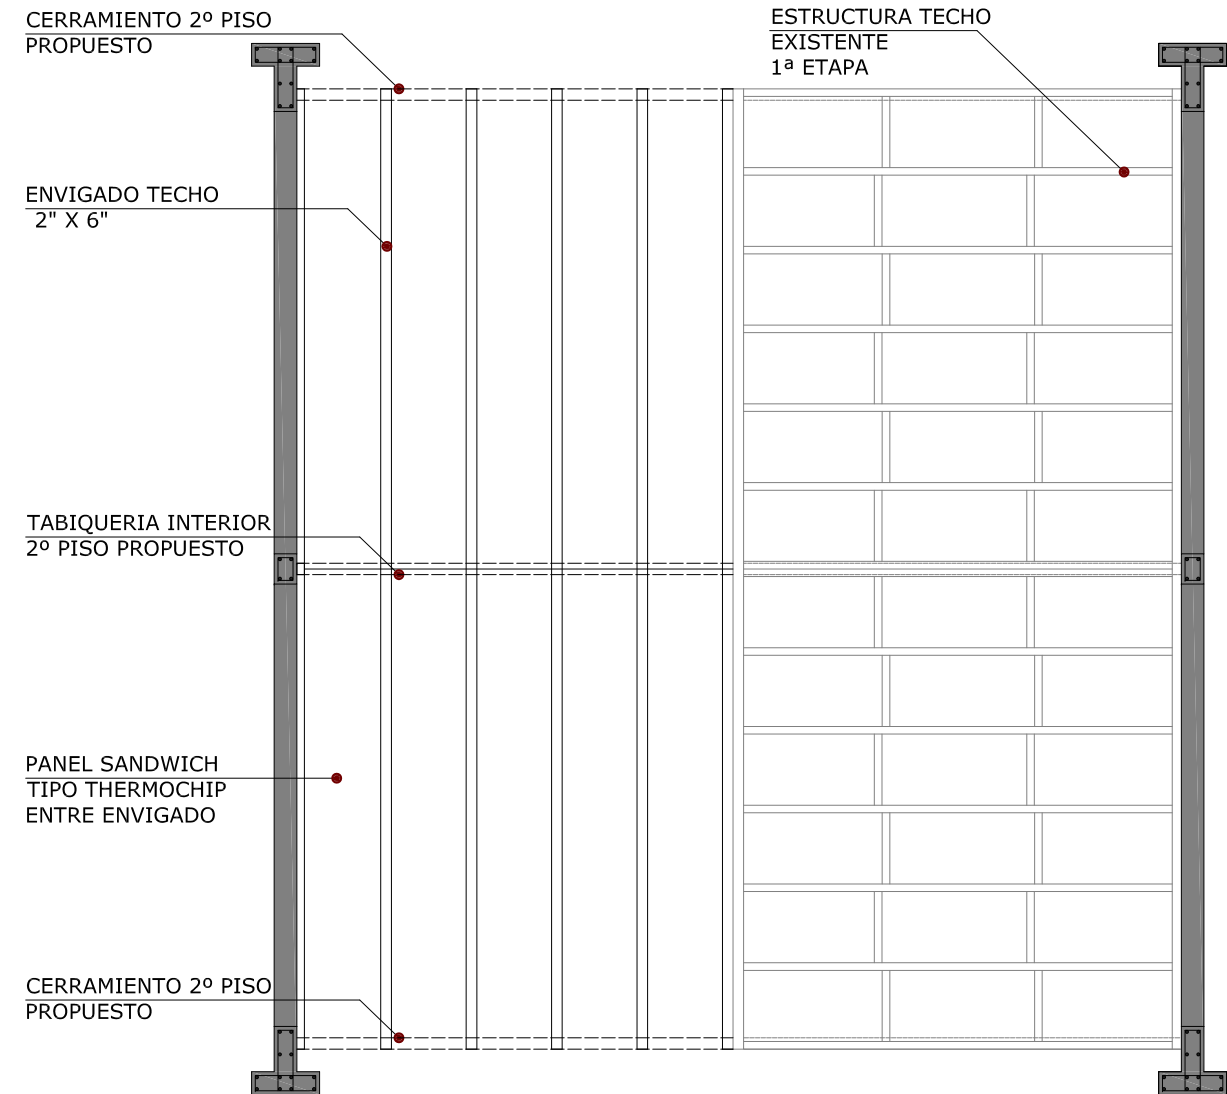 CERRAMIENTO 2º PISO
PROPUESTO
ESTRUCTURA TECHO
EXISTENTE
1ª ETAPA
ENVIGADO TECHO
2" X 6"
TABIQUERIA INTERIOR
2º PISO PROPUESTO
PANEL SANDWICH
TIPO THERMOCHIP
ENTRE ENVIGADO
CERRAMIENTO 2º PISO
PROPUESTO